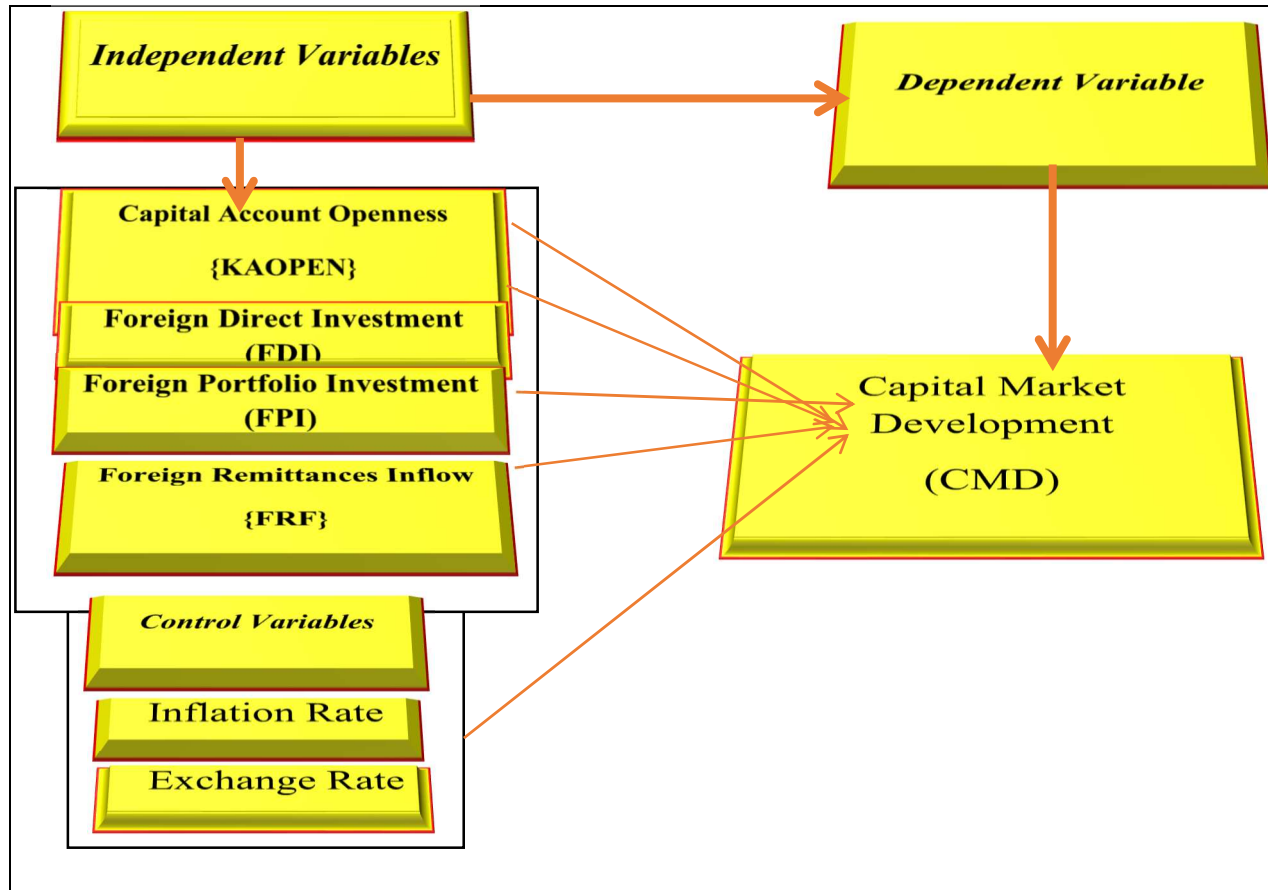 Independent Variables
Dependent Variable
Capital Account Openness
{KAOPEN}
Foreign Direct Investment
(FDI)
Foreign Portfolio Investment
(FPI)
Foreign Remittances Inflow
{FRF}
Capital Market
Development
(CMD)
Control Variables
Inflation Rate
Exchange Rate